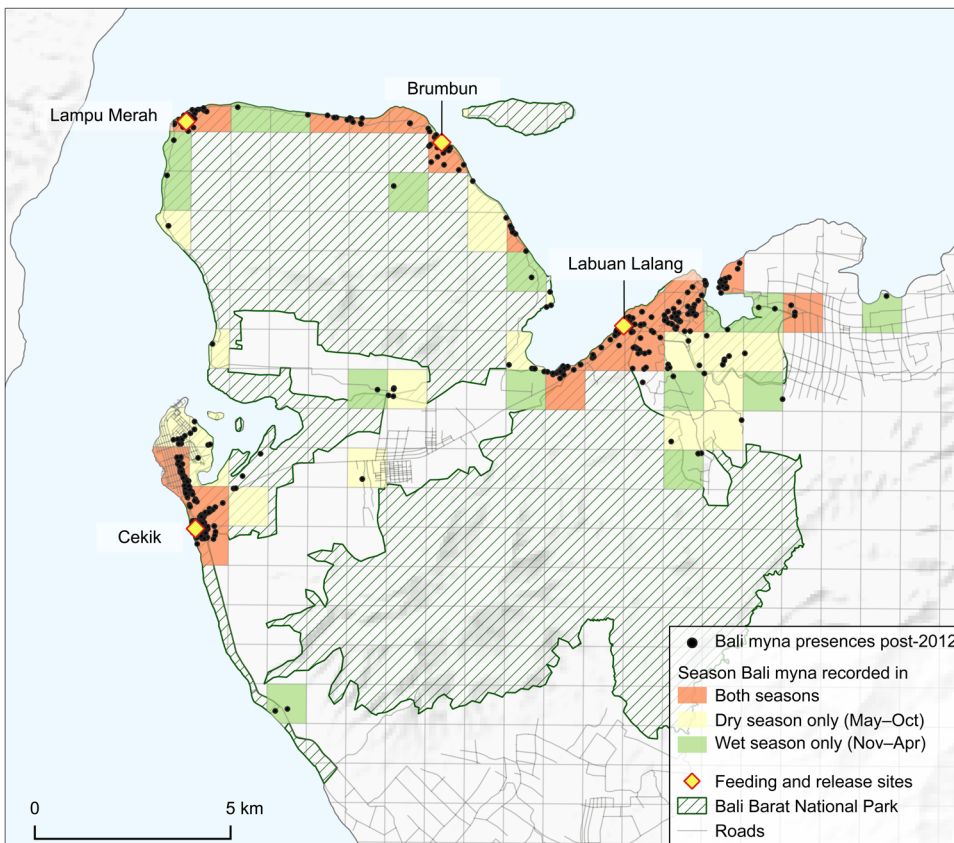 Brumbun
Lampu Merah
Labuan Lalang
Cekik
Bali myna presences post-2012
Season Bali myna recorded in
Both seasons
Dry season only (May–Oct)
Wet season only (Nov–Apr)
Feeding and release sites
Bali Barat National Park
Roads
0 5 km